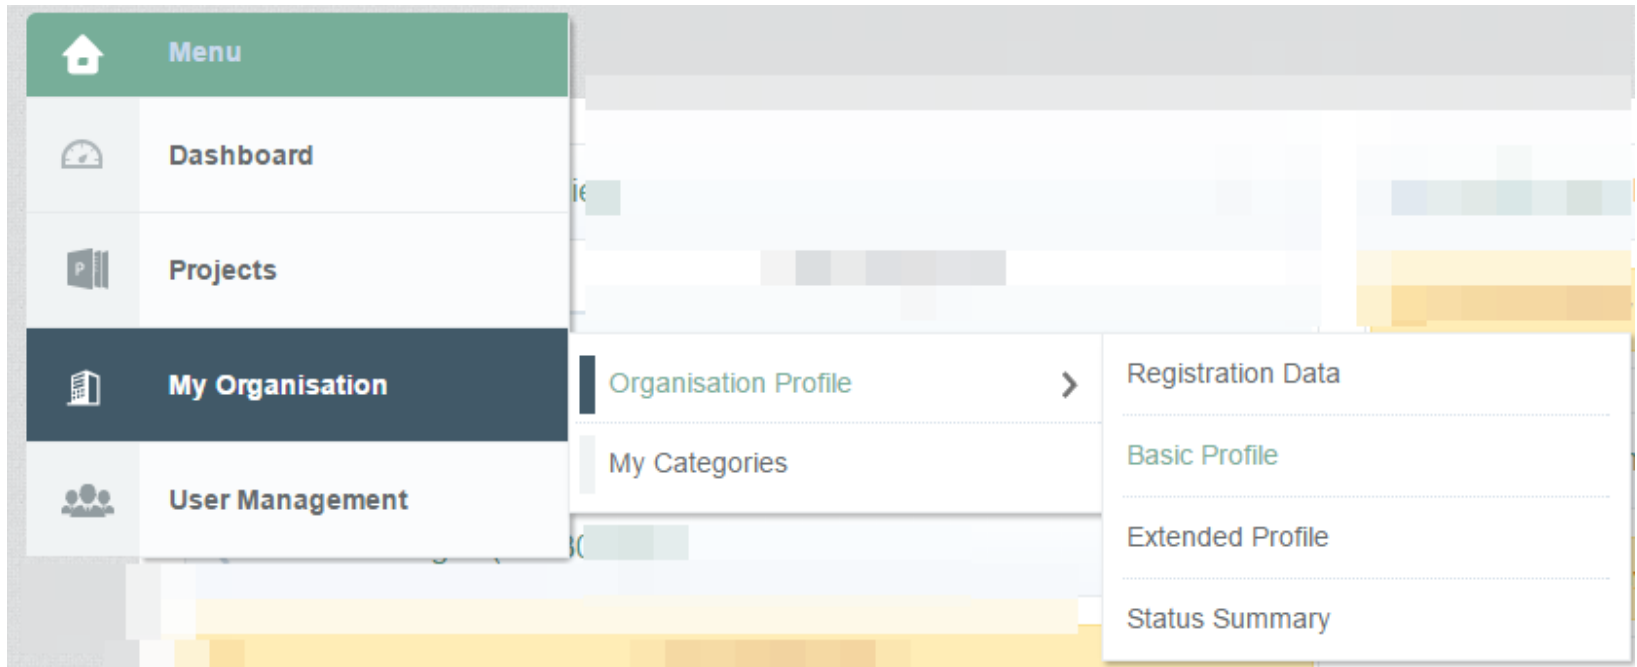 Menu
Dashboard
Projects
My Organisation
User Management
Organisation Profile
My Categories
Registration Data
Basic Profile
Extended Profile
Status Summary